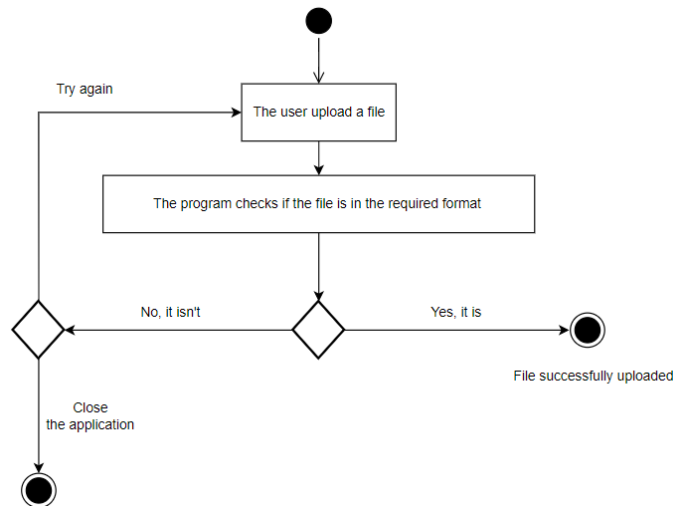 Try again
The user upload a file
The program checks if the file is in the required format
No, it isn't
Yes, it is
File successfully uploaded
Close
the application